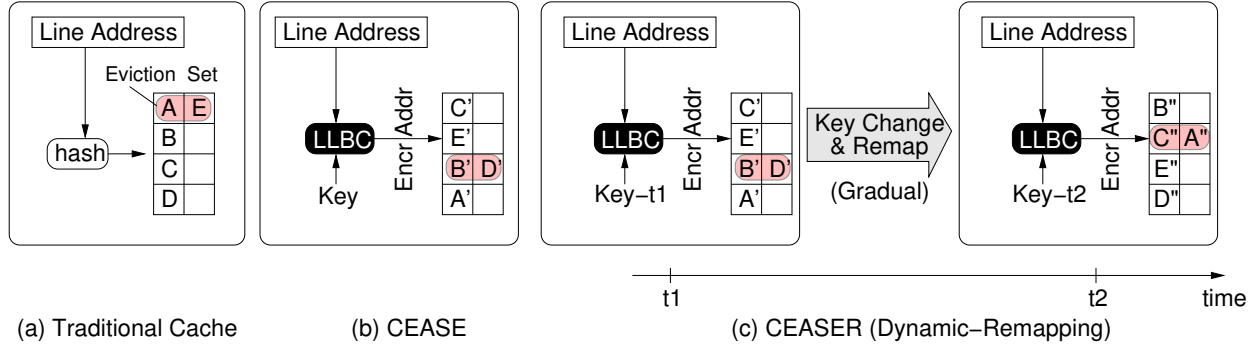 Line Address
Eviction Set
A E
B
C
D
hash
(a) Traditional Cache
Line Address
LLBC
Key
Encr Addr
C'
E'
B' D'
A'
(b) CEASE
Line Address
LLBC
Key−t1
Encr Addr
C'
E'
B' D'
A'
Key Change
& Remap
(Gradual)
Line Address
LLBC
Key−t2
Encr Addr
B"
C" A"
E"
D"
t1
t2
time
(c) CEASER (Dynamic−Remapping)